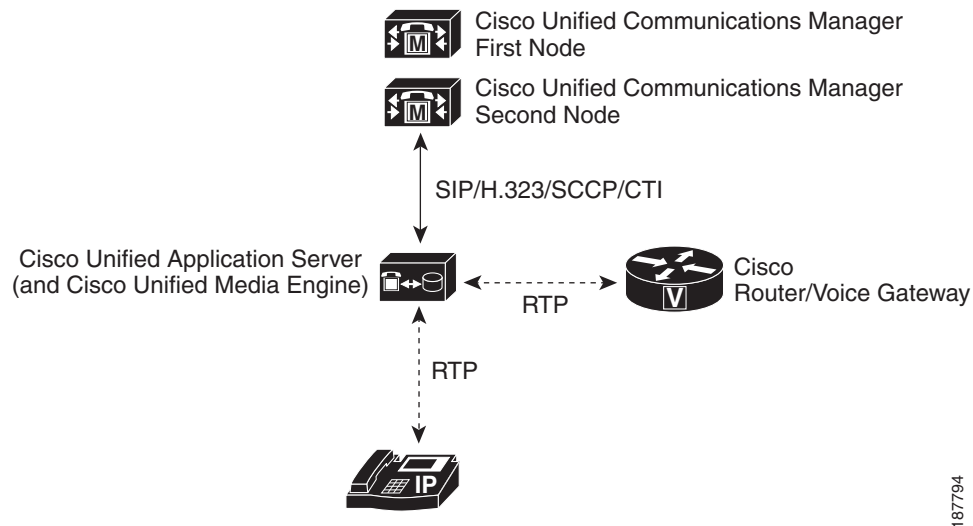 M
Cisco Unified Communications Manager
First Node
M
Cisco Unified Communications Manager
Second Node
SIP/H.323/SCCP/CTI
Cisco Unified Application Server
(and Cisco Unified Media Engine)
RTP
V
Cisco
Router/Voice Gateway
RTP
IP
187794